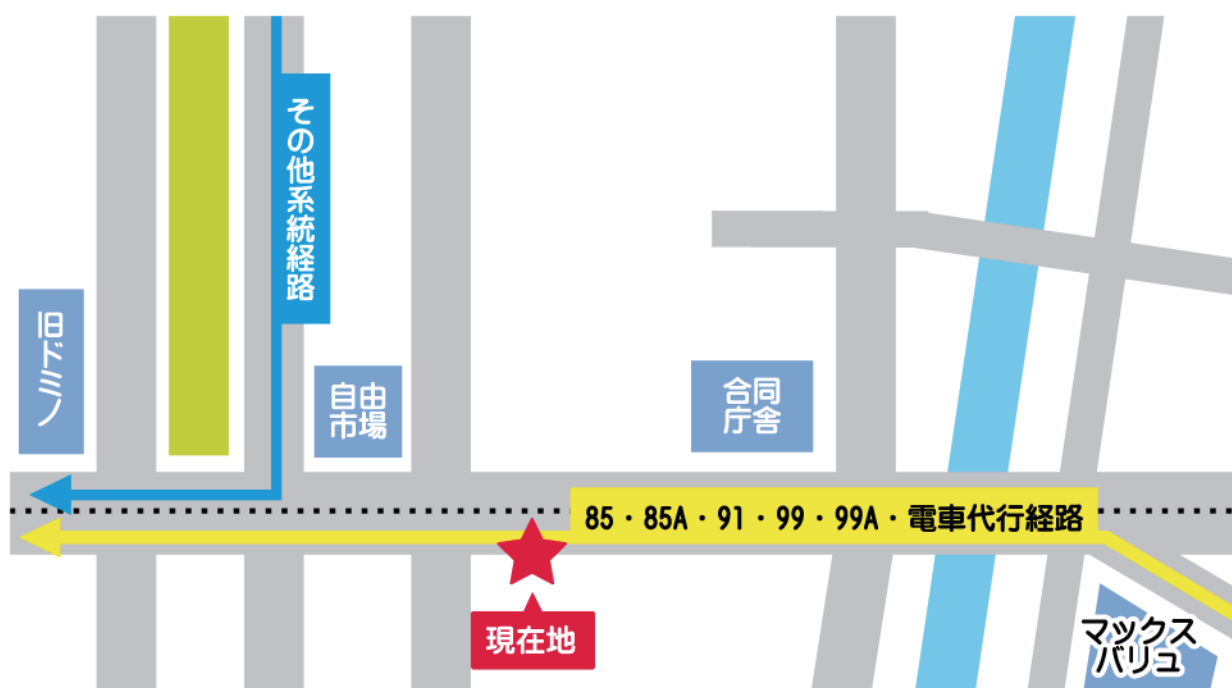 その他系統経路
旧ドミノ
自由
市場
合同
庁舎
85・85A・91・99・99A・電車代行経路
現在地
マックス
バリュ